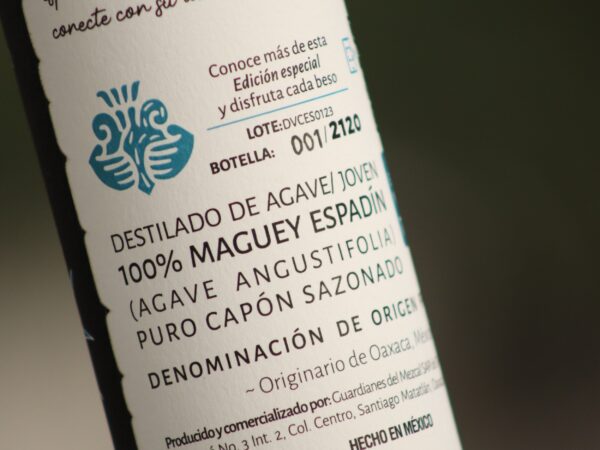 conecte con su
Conoce más de esta
Edición especial
y disfruta cada beso
LOTE:DVCES0123
BOTELLA: 001/2120
DESTILADO DE AGAVE/ JOVEN
100% MAGUEY ESPADÍN
(AGAVE ANGUSTIFOLIA)
PURO CAPÓN SAZONADO
DENOMINACIÓN DE ORIGEN
~ Originario de Oaxaca,
Producido y comercializado por: Guardianes del Mezcal SAPI
No. 3 Int. 2, Col. Centro, Santiago Matatlán,
HECHO EN MÉXICO